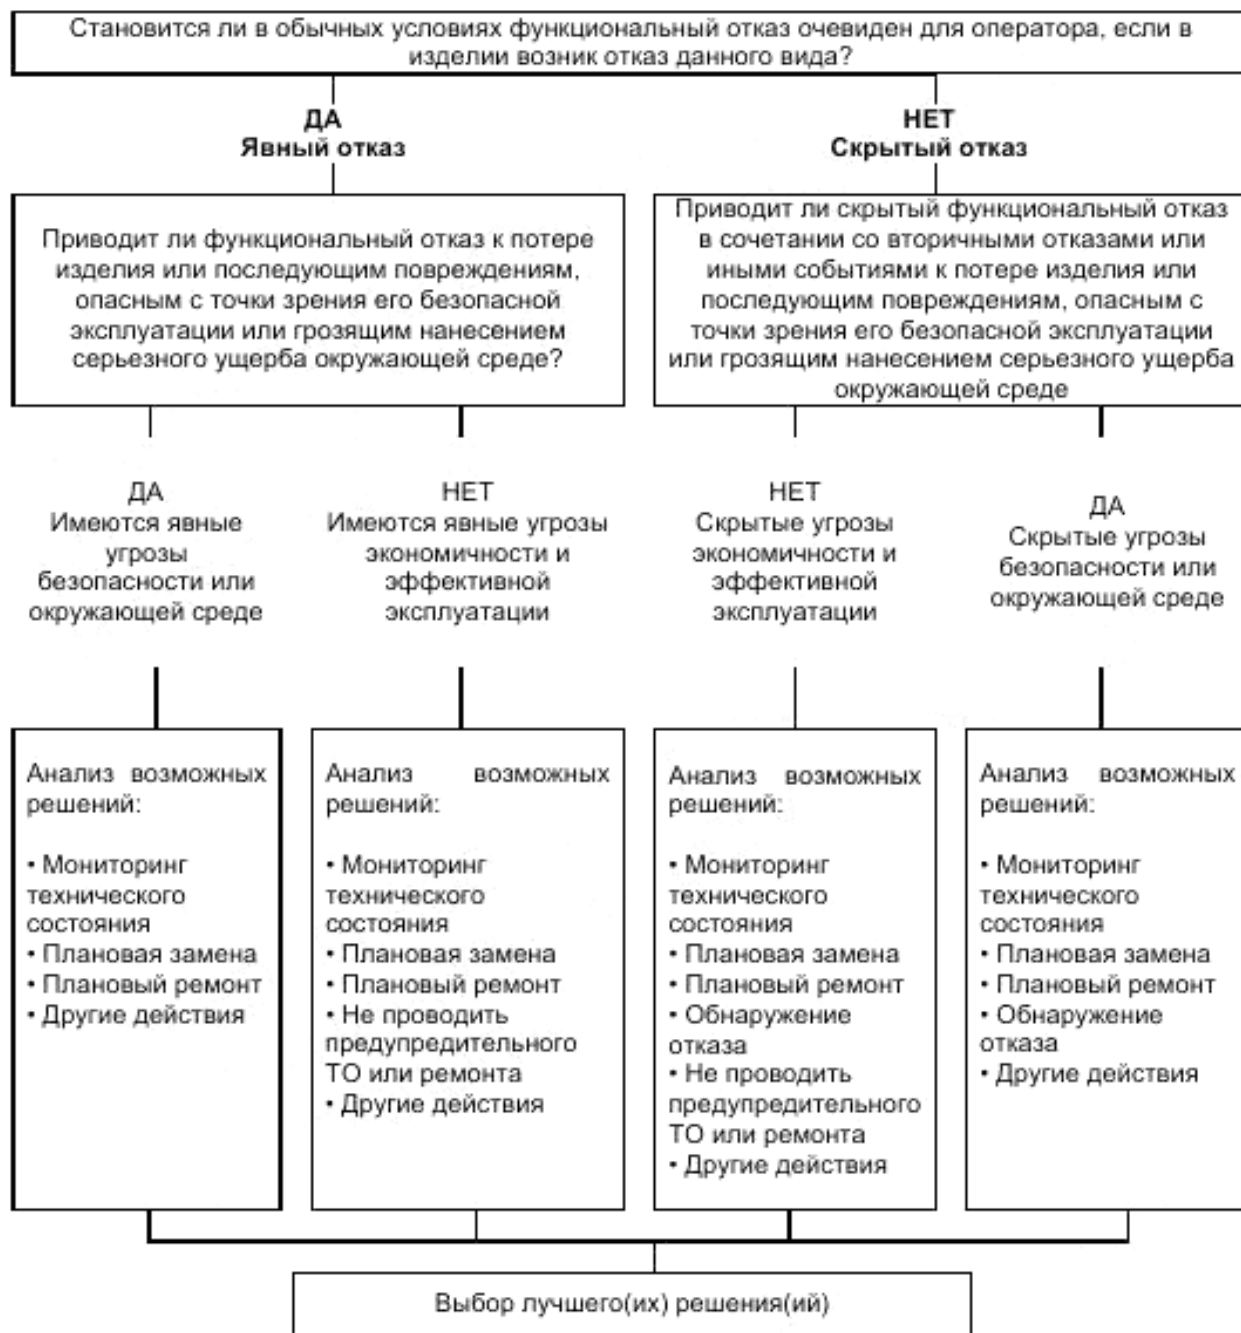 Становится ли в обычных условиях функциональный отказ очевиден для оператора, если в
изделии возник отказ данного вида?
ДА
Явный отказ
НЕТ
Скрытый отказ
Приводит ли функциональный отказ к потере
изделия или последующим повреждениям,
опасным с точки зрения его безопасной
эксплуатации или грозящим нанесением
серьезного ущерба окружающей среде?
Приводит ли скрытый функциональный отказ
в сочетании со вторичными отказами или
иными событиями к потере изделия или
последующим повреждениям, опасным с
точки зрения его безопасной эксплуатации
или грозящим нанесением серьезного ущерба
окружающей среде
ДА
Имеются явные
угрозы
безопасности или
окружающей среде
НЕТ
Имеются явные угрозы
экономичности и
эффективной
эксплуатации
НЕТ
Скрытые угрозы
экономичности и
эффективной
эксплуатации
ДА
Скрытые угрозы
безопасности или
окружающей среде
Анализ возможных
решений:
• Мониторинг
технического
состояния
• Плановая замена
• Плановый ремонт
• Другие действия
Анализ возможных
решений:
• Мониторинг
технического
состояния
• Плановая замена
• Плановый ремонт
• Не проводить
предупредительного
ТО или ремонта
• Другие действия
Анализ возможных
решений:
• Мониторинг
технического
состояния
• Плановая замена
• Плановый ремонт
• Обнаружение
отказа
• Не проводить
предупредительного
ТО или ремонта
• Другие действия
Анализ возможных
решений:
• Мониторинг
технического
состояния
• Плановая замена
• Плановый ремонт
• Обнаружение
отказа
• Другие действия
Выбор лучшего(их) решения(ий)